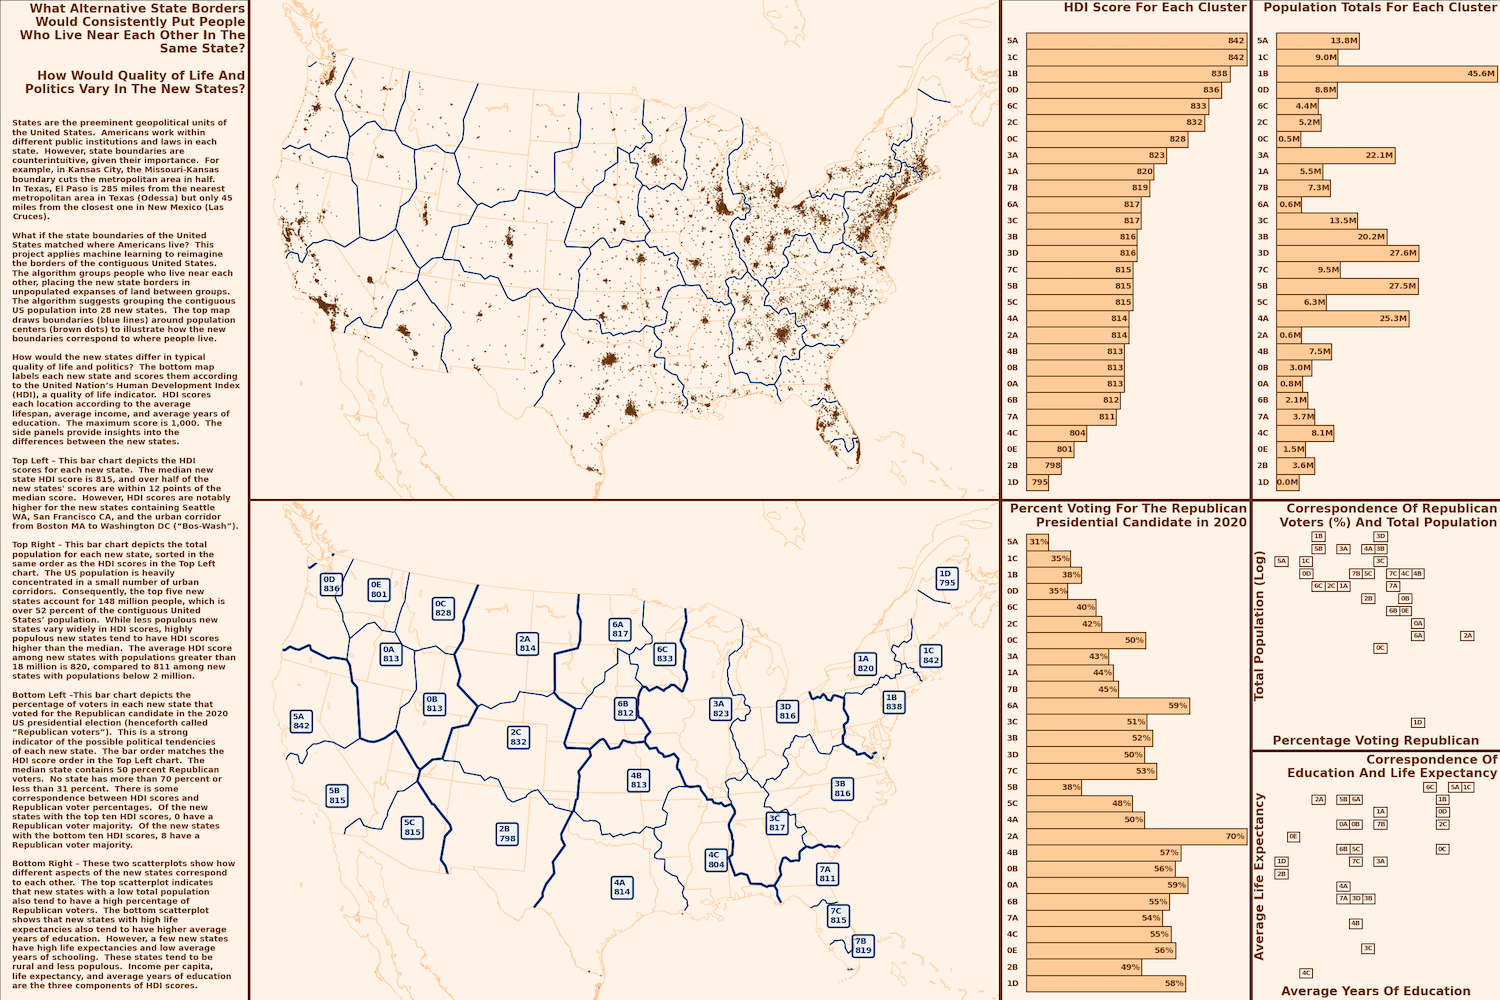 What Alternative State Borders
Would Consistently Put People
Who Live Near Each Other In The
Same State?
How Would Quality of Life And
Politics Vary In The New States?
States are the preeminent geopolitical units of
the United States. Americans work within
different public institutions and laws in each
state. However, state boundaries are
counterintuitive, given their importance. For
example, in Kansas City, the Missouri-Kansas
boundary cuts the metropolitan area in half.
In Texas, El Paso is 285 miles from the nearest
metropolitan area in Texas (Odessa) but only 45
miles from the closest one in New Mexico (Las
Cruces).
What if the state boundaries of the United
States matched where Americans live? This
project applies machine learning to reimagine
the borders of the contiguous United States.
The algorithm groups people who live near each
other, placing the new state borders in
unpopulated expanses of land between groups.
The algorithm suggests grouping the contiguous
US population into 28 new states. The top map
draws boundaries (blue lines) around population
centers (brown dots) to illustrate how the new
boundaries correspond to where people live.
How would the new states differ in typical
quality of life and politics? The bottom map
labels each new state and scores them according
to the United Nation's Human Development Index
(HDI), a quality of life indicator. HDI scores
each location according to the average
lifespan, average income, and average years of
education. The maximum score is 1,000. The
side panels provide insights into the
differences between the new states.
Top Left – This bar chart depicts the HDI
scores for each new state. The median new
state HDI score is 815, and over half of the
new states' scores are within 12 points of the
median score. However, HDI scores are notably
higher for the new states containing Seattle
WA, San Francisco CA, and the urban corridor
from Boston MA to Washington DC (“Bos-Wash”).
Top Right – This bar chart depicts the total
population for each new state, sorted in the
same order as the HDI scores in the Top Left
chart. The US population is heavily
concentrated in a small number of urban
corridors. Consequently, the top five new
states account for 148 million people, which is
over 52 percent of the contiguous United
States’ population. While less populous new
states vary widely in HDI scores, highly
populous new states tend to have HDI scores
higher than the median. The average HDI score
among new states with populations greater than
18 million is 820, compared to 811 among new
states with populations below 2 million.
Bottom Left –This bar chart depicts the
percentage of voters in each new state that
voted for the Republican candidate in the 2020
US presidential election (henceforth called
“Republican voters”). This is a strong
indicator of the possible political tendencies
of each new state. The bar order matches the
HDI score order in the Top Left chart. The
median state contains 50 percent Republican
voters. No state has more than 70 percent or
less than 31 percent. There is some
correspondence between HDI scores and
Republican voter percentages. Of the new
states with the top ten HDI scores, 0 have a
Republican voter majority. Of the new states
with the bottom ten HDI scores, 8 have a
Republican voter majority.
Bottom Right – These two scatterplots show how
different aspects of the new states correspond
to each other. The top scatterplot indicates
that new states with a low total population
also tend to have a high percentage of
Republican voters. The bottom scatterplot
shows that new states with high life
expectancies also tend to have higher average
years of education. However, a few new states
have high life expectancies and low average
years of schooling. These states tend to be
rural and less populous. Income per capita,
life expectancy, and average years of education
are the three components of HDI scores.
0D
836
0E
801
0C
828
0A
813
0B
813
5A
842
5B
815
5C
815
2A
814
2C
832
2B
798
6A
817
6C
833
6B
812
4B
813
4A
814
4C
804
3A
823
3D
816
3C
817
3B
816
1A
820
1B
838
1C
842
1D
795
7A
811
7C
815
7B
819
HDI Score For Each Cluster
5A 842
1C 842
1B 838
0D 836
6C 833
2C 832
0C 828
3A 823
1A 820
7B 819
6A 817
3C 817
3B 816
3D 816
7C 815
5B 815
5C 815
4A 814
2A 814
4B 813
0B 813
0A 813
6B 812
7A 811
4C 804
0E 801
2B 798
1D 795
Population Totals For Each Cluster
5A 13.8M
1C 9.0M
1B 45.6M
0D 8.8M
6C 4.4M
2C 5.2M
0C 0.5M
3A 22.1M
1A 5.5M
7B 7.3M
6A 0.6M
3C 13.5M
3B 20.2M
3D 27.6M
7C 9.5M
5B 27.5M
5C 6.3M
4A 25.3M
2A 0.6M
4B 7.5M
0B 3.0M
0A 0.8M
6B 2.1M
7A 3.7M
4C 8.1M
0E 1.5M
2B 3.6M
1D 0.0M
Percent Voting For The Republican
Presidential Candidate in 2020
5A 31%
1C 35%
1B 38%
0D 35%
6C 40%
2C 42%
0C 50%
3A 43%
1A 44%
7B 45%
6A 59%
3C 51%
3B 52%
3D 50%
7C 53%
5B 38%
5C 48%
4A 50%
2A 70%
4B 57%
0B 56%
0A 59%
6B 55%
7A 54%
4C 55%
0E 56%
2B 49%
1D 58%
Correspondence Of Republican
Voters (%) And Total Population
Total Population (Log)
1B 3D
5B 3A 4A 3B
5A 1C 3C
0D 7B 5C 7C 4C 4B
6C 2C 1A 7A
2B 0B
6B 0E
0A
6A 2A
0C
1D
Percentage Voting Republican
Correspondence Of
Education And Life Expectancy
Average Life Expectancy
6C 5A 1C
2A 5B 6A 1B
1A 0D
0A 0B 7B 2C
0E
6B 5C 0C
1D 7C 3A
2B
4A
7A 3D 3B
4B
3C
4C
Average Years Of Education